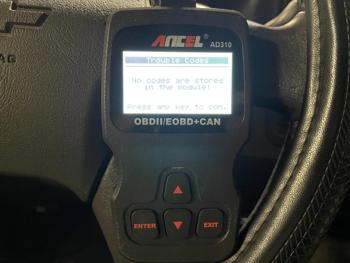 ANCEL AD310
Trouble Codes
No codes are stored
in the module!
Press any key to con.
OBDII/EOBD+CAN
ENTER
EXIT
AG